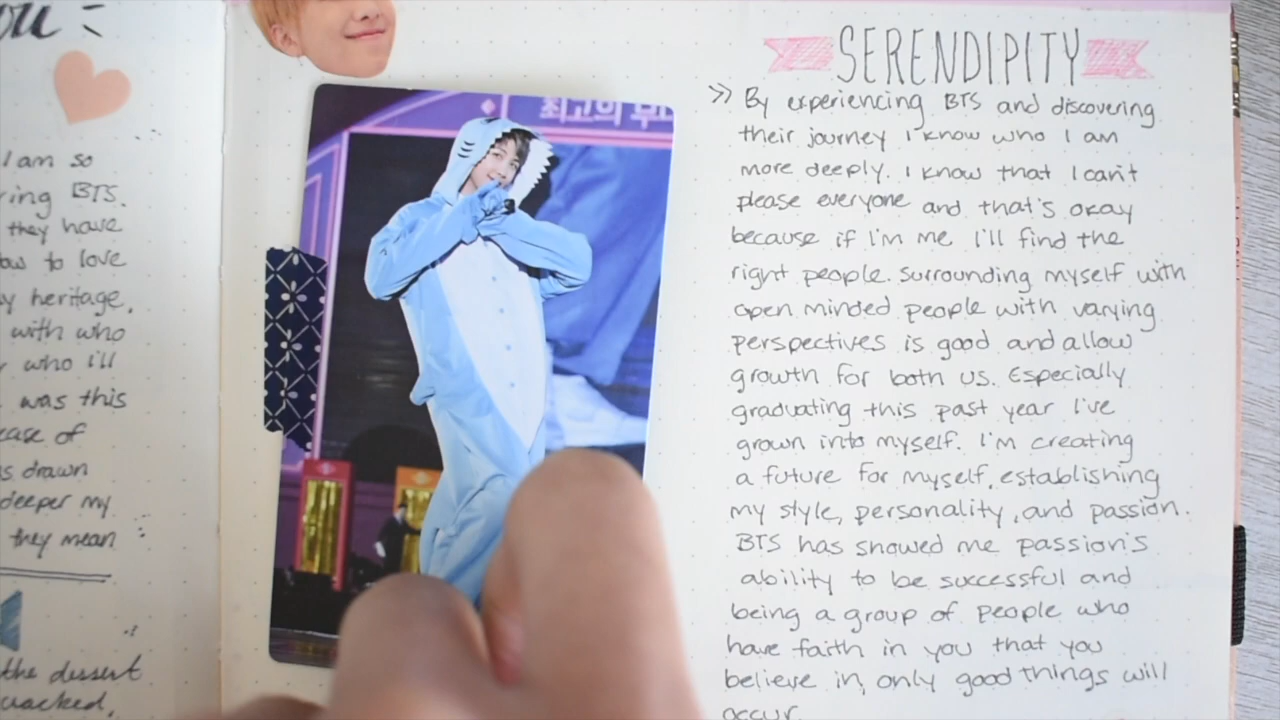 I am so
BTS.
they have
to love
heritage.
with who
who i'll
was this
of
drawn
deeper my
they mean
the dessert
cracked,
최고의
SERENDIPITY
>> By experiencing BTS and discovering
their journey I know who I am
more deeply. I know that I can't
please everyone and that's okay
because if I'm me I'll find the
right people. Surrounding myself with
open minded people with varying
perspectives is good and allow
growth for both us. Especially
graduating this past year I've
grown into myself. I'm creating
a future for myself, establishing
my style, personality, and passion.
BTS has showed me passion's
ability to be successful and
being a group of people who
have faith in you that you
believe in, only good things will
occur.